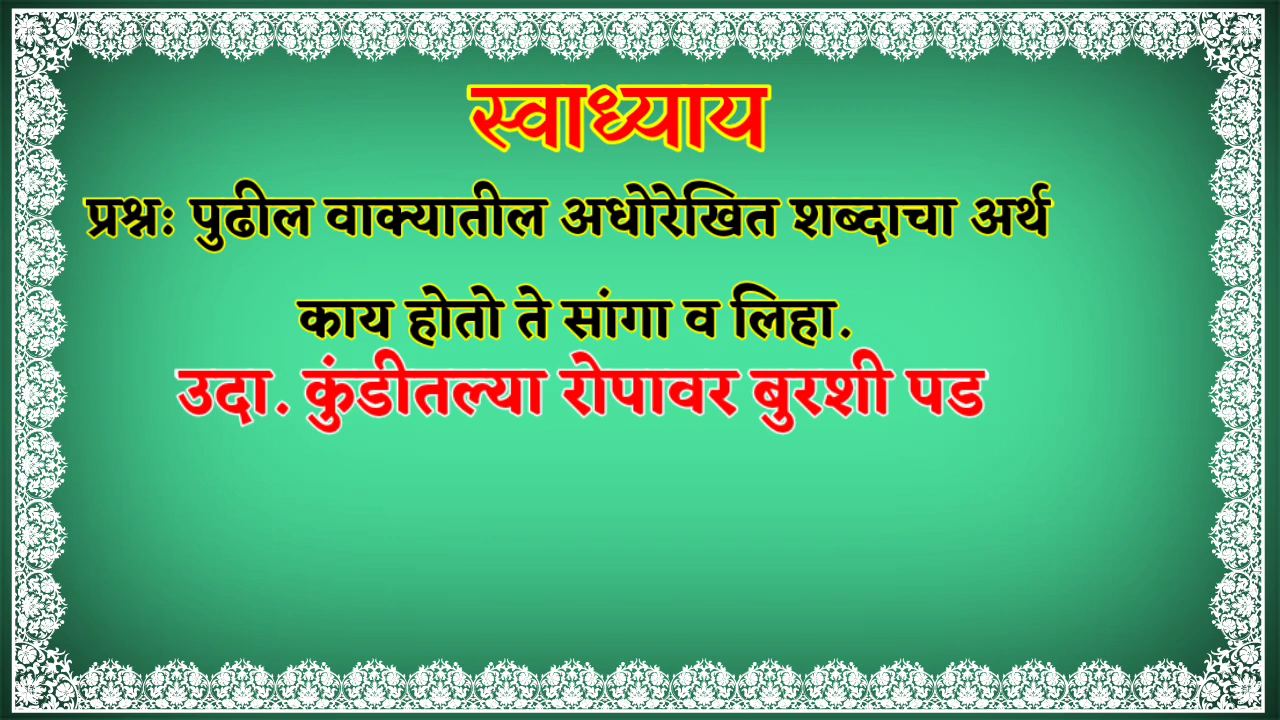 स्वाध्याय
प्रश्न: पुढील वाक्यातील अधोरेखित शब्दाचा अर्थ
काय होतो ते सांगा व लिहा.
उदा. कुंडीतल्या रोपावर बुरशी पड